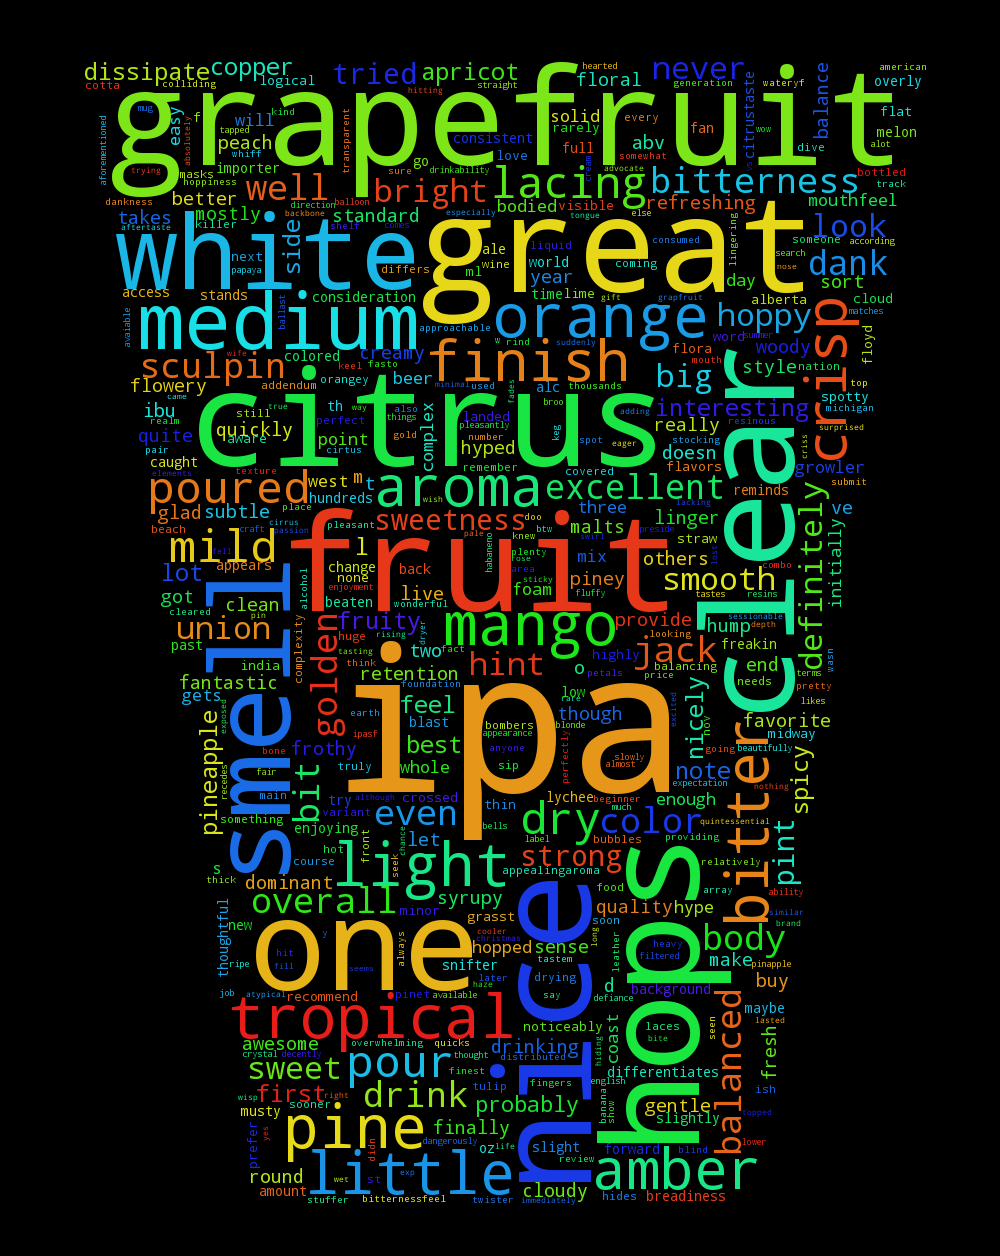 hearted
american
dissipate copper tried apricot floral never generation wateryf overly
cotta colliding logical hitting straight
grapefruit
mug kind easy f will tapped transparent solid every wow citrustaste balance flat
consistent rarely fan melon
aforementioned absolutely peach whiff love full abv vs dive alot
trying masks importer sure go drinkability cream advocate somewhat bottled
hoppiness well bright lacing bitterness track
dankness better direction balloon visible refreshing mouthfeel
takes mostly standard bodied
aftertaste killer backbone shelf comes especially tongue else lingering look
white side great
next papaya differs ale wine liquid world consumed someone according
search nose dank
access stands consideration ml year coming day sort
avaiable ballast time lime gift grapfruit alberta cloud
medium approachable orange hoppy matches
w rind suddenly word summer crisp floyd
sculpin wife colored creamy finish flora mouth woody
keel fasto big style nation
flowery addendum orangey beer minimal used alc thousands top spotty
came true way also fades broo adding
ibu still th things landed interesting resinous michigan
realm quickly perfect pleasantly really surprised
quite aware point gold number hyped complex keg spot eager stocking criss
pair cirtus citrus doesn clear
caught west m t remember covered flavors growler
elements texture hundreds lacking submit
poured place aroma wish excellent reminds
beach glad subtle sweetness doo three linger ve
cirrus pleasant pale knew btw malts straw preside
craft passion fruit plenty swirl initially
mild fell l change back rose area habaneno mix others lost combo definitely
lot appears none live sticky foam piney tastes resins
enjoyment beaten wonderful fluffy smooth sessionable
got cleared clean pin alcohol fruity mango provide hump depth
union huge rising dryer looking freakin
past complexity tasting two fact jack wasn
india think hint highly balancing end terms
fantastic retention o petals price needs pretty
smell golden foundation low rare excited likes
gets feel ipa nicely favorite
exposed earth blast bombers blonde though nov
pineapple ipasf appearance midway
frothy best anyone perfectly going beautifully
recedes bone truly whole sip slowly almost
fair bit although crossed lychee beginner note expectation nothing spicy
main try variant thin much enough
something even dry color quintessential
enjoying front chance let bells label bubbles providing bitter pint
s hot seek
thick course light strong relatively
dominant appealingaroma food array ability
overall minor syrupy quality hype similar
new grasst soon brand
thoughtful y always cooler christmas hopped sense long leather heavy body
one
hit fill seems snifter tastem filtered make pinapple
ripe later drying buy
job atypical haze nice d hops background
recommend pinet available say defiance maybe
tropical noticeably coast laces seen lasted
awesome overwhelming quicks drinking hiding bite balanced fresh
crystal decently pour finest thought distributed
sweet differentiates
wisp first right drink tulip fingers english ish
musty sooner probably banana show gentle topped
prefer yes pine finally slightly
didn dangerously oz life slight forward blind lower
round wet little exp review
amount st amber
stuffer bitternessfeel twister immediately cloudy hides breadiness